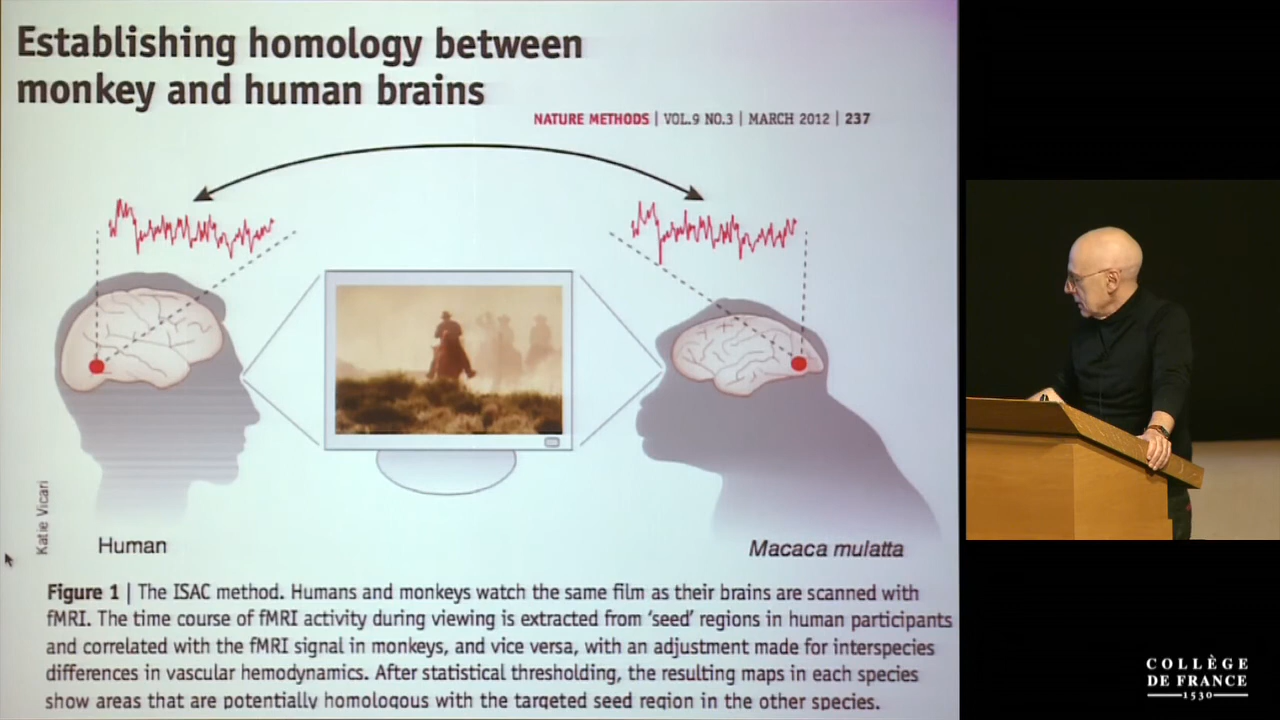 Establishing homology between
monkey and human brains
NATURE METHODS | VOL.9 NO.3 | MARCH 2012 | 237
Katie Vicari
Human
Macaca mulatta
Figure 1 | The ISAC method. Humans and monkeys watch the same film as their brains are scanned with
fMRI. The time course of fMRI activity during viewing is extracted from ‘seed’ regions in human participants
and correlated with the fMRI signal in monkeys, and vice versa, with an adjustment made for interspecies
differences in vascular hemodynamics. After statistical thresholding, the resulting maps in each species
show areas that are potentially homologous with the targeted seed region in the other species.
COLLÈGE
DE FRANCE
1530